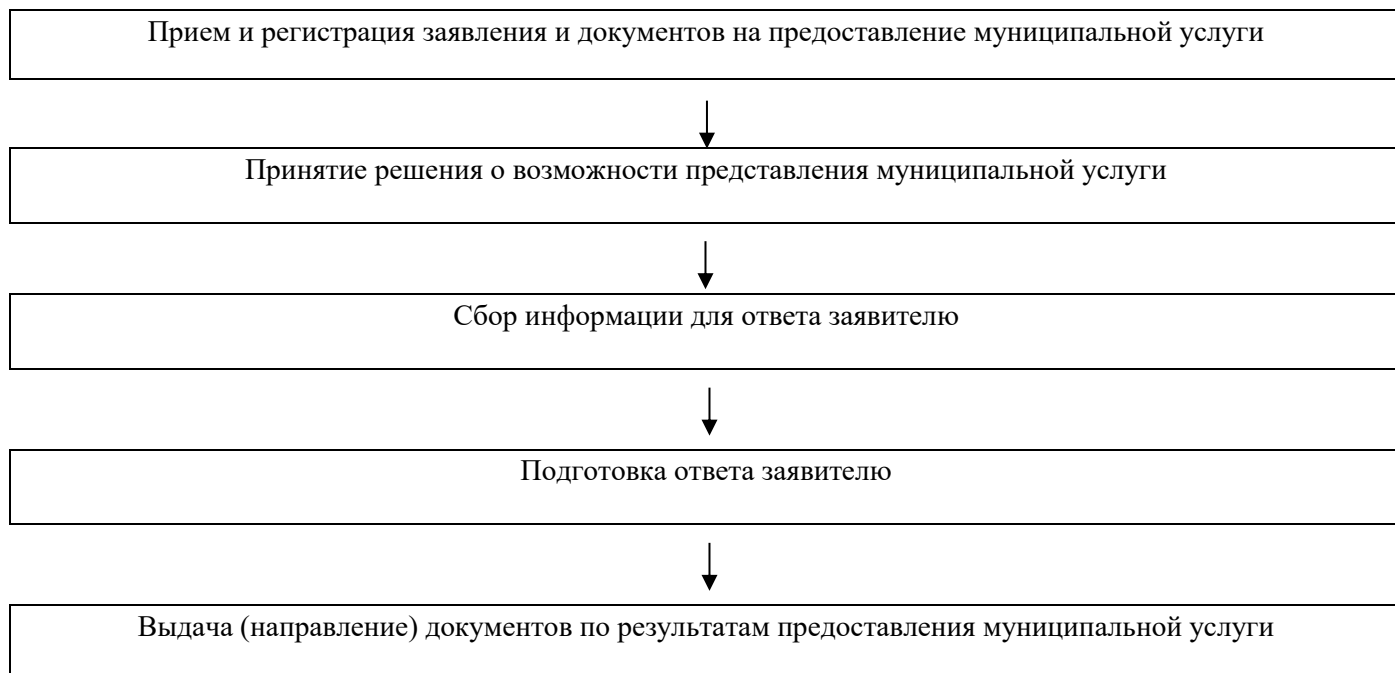 Прием и регистрация заявления и документов на предоставление муниципальной услуги
Принятие решения о возможности представления муниципальной услуги
Сбор информации для ответа заявителю
Подготовка ответа заявителю
Выдача (направление) документов по результатам предоставления муниципальной услуги